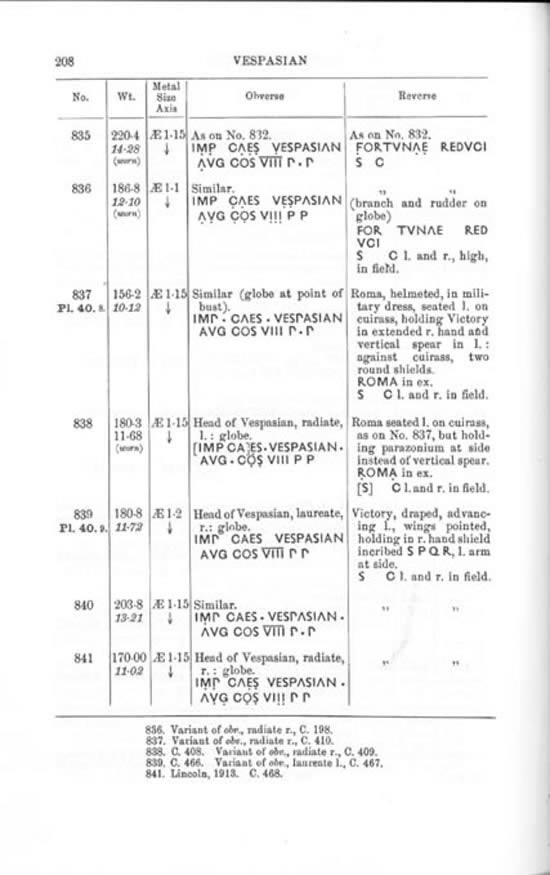 208
VESPASIAN
No.
Wt.
Metal
Size
Axis
Obverse
Reverse
835
220·4
14·28
(worn)
Æ 1·15
↓
As on No. 832.
IMP CAES VESPASIAN
AVG COS VIII P · P
As on No. 832.
FORTVNAE REDVCI
S C
836
186·8
12·10
(worn)
Æ 1·1
↓
Similar.
IMP CAES VESPASIAN
AVG COS VIII P P
„ „
(branch and rudder on
globe)
FOR TVNAE RED
VCI
S C l. and r., high,
in field.
837
Pl. 40. 8.
156·2
10·12
Æ 1·15
↓
Similar (globe at point of
bust).
IMP · CAES · VESPASIAN
AVG COS VIII P · P
Roma, helmeted, in mili-
tary dress, seated l. on
cuirass, holding Victory
in extended r. hand and
vertical spear in l. :
against cuirass, two
round shields.
ROMA in ex.
S C l. and r. in field.
838
180·3
11·68
(worn)
Æ 1·15
↓
Head of Vespasian, radiate,
l. : globe.
[IMP CA]ES · VESPASIAN ·
AVG · COS VIII P P
Roma seated l. on cuirass,
as on No. 837, but hold-
ing parazonium at side
instead of vertical spear.
ROMA in ex.
[S] C l. and r. in field.
839
Pl. 40. 9.
180·8
11·72
Æ 1·2
↓
Head of Vespasian, laureate,
r. : globe.
IMP CAES VESPASIAN
AVG COS VIII P P
Victory, draped, advanc-
ing l., wings pointed,
holding in r. hand shield
incribed S P Q R, l. arm
at side.
S C l. and r. in field.
840
203·8
13·21
Æ 1·15
↓
Similar.
IMP CAES · VESPASIAN ·
AVG COS VIII P · P
„ „
841
170·00
11·02
Æ 1·15
↓
Head of Vespasian, radiate,
r. : globe.
IMP CAES VESPASIAN ·
AVG COS VIII P P
„ „
836. Variant of obv., radiate r., C. 198.
837. Variant of obv., radiate r., C. 410.
838. C. 408. Variant of obv., radiate r., C. 409.
839. C. 466. Variant of obv., laureate l., C. 467.
841. Lincoln, 1913. C. 468.